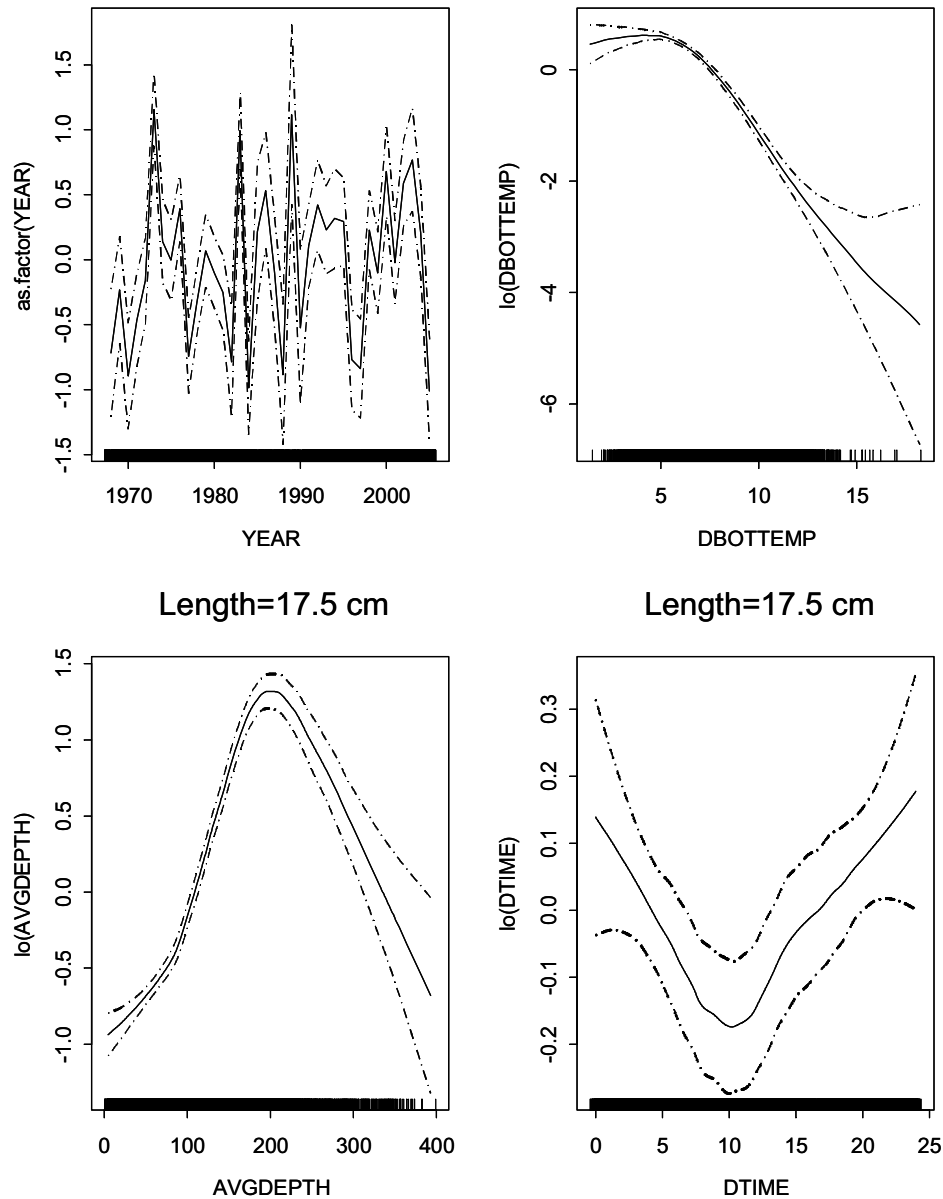 as.factor(YEAR)
1.5
1.0
0.5
0.0
-0.5
-1.0
-1.5
1970 1980 1990 2000
YEAR
lo(DBOTTEMP)
0
-2
-4
-6
5 10 15
DBOTTEMP
Length=17.5 cm
lo(AVGDEPTH)
1.5
1.0
0.5
0.0
-0.5
-1.0
0 100 200 300 400
AVGDEPTH
Length=17.5 cm
lo(DTIME)
0.3
0.2
0.1
0.0
-0.1
-0.2
0 5 10 15 20 25
DTIME